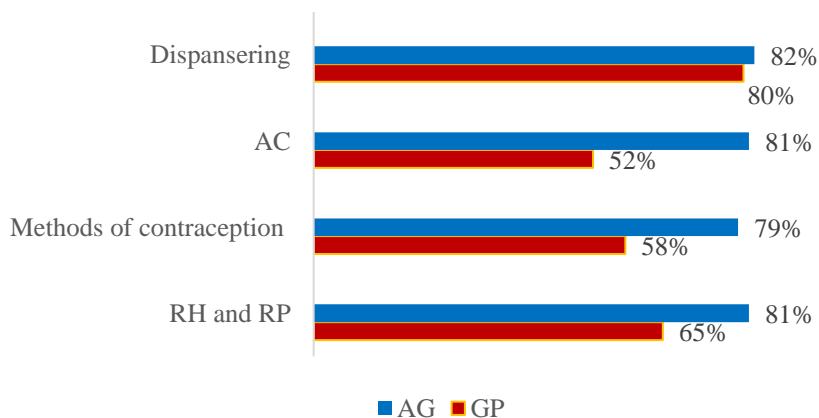 Dispansering
82%
80%
AC
81%
52%
Methods of contraception
79%
58%
RH and RP
81%
65%
AG GP